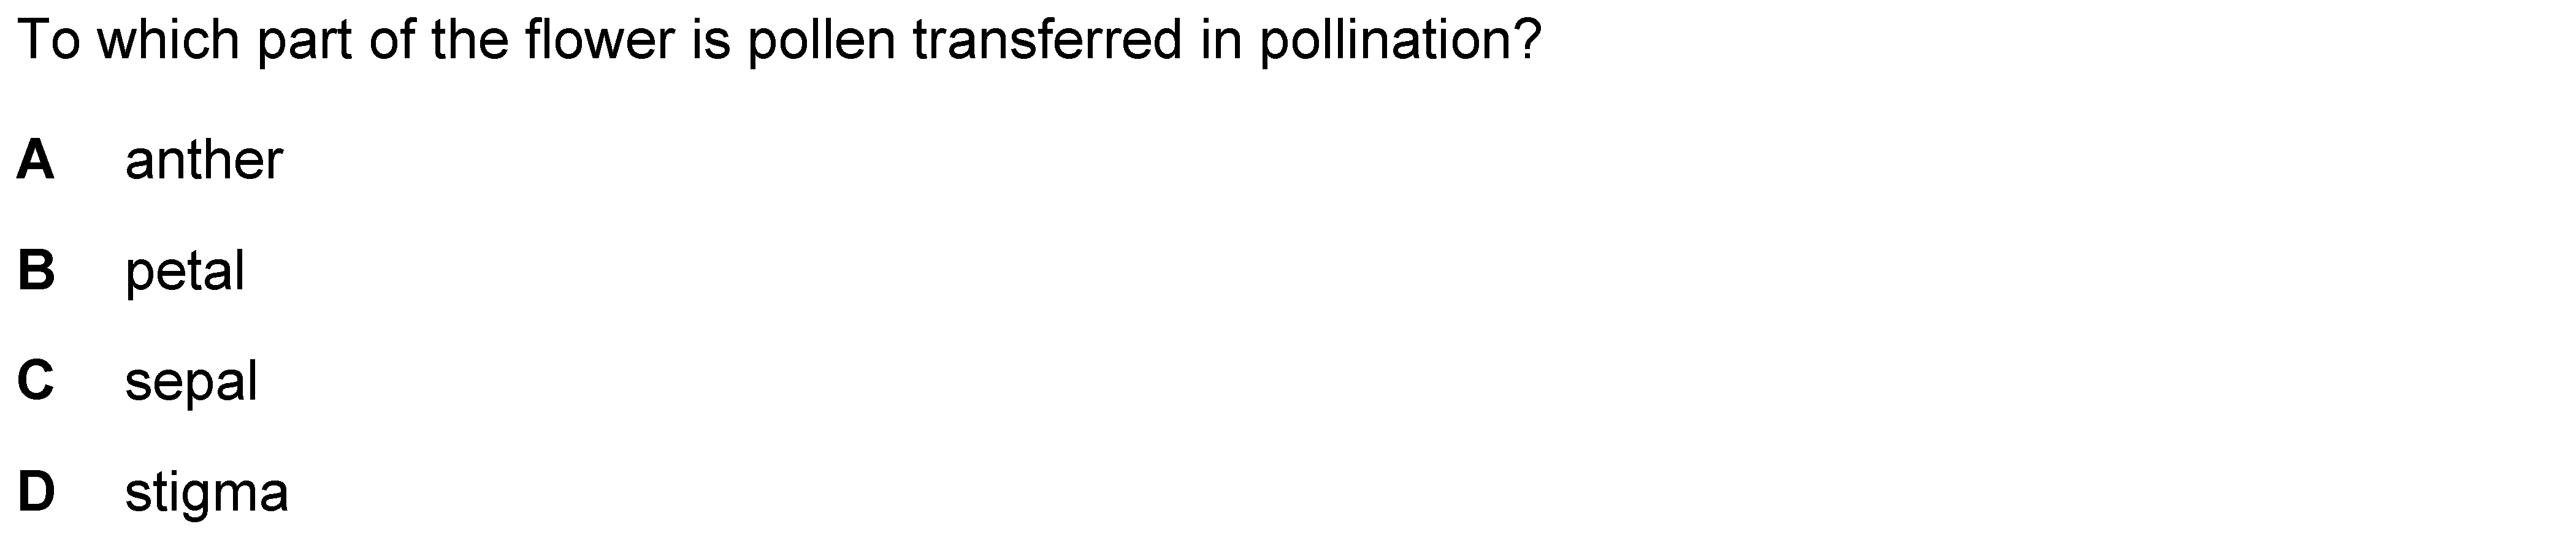 To which part of the flower is pollen transferred in pollination?
A anther
B petal
C sepal
D stigma